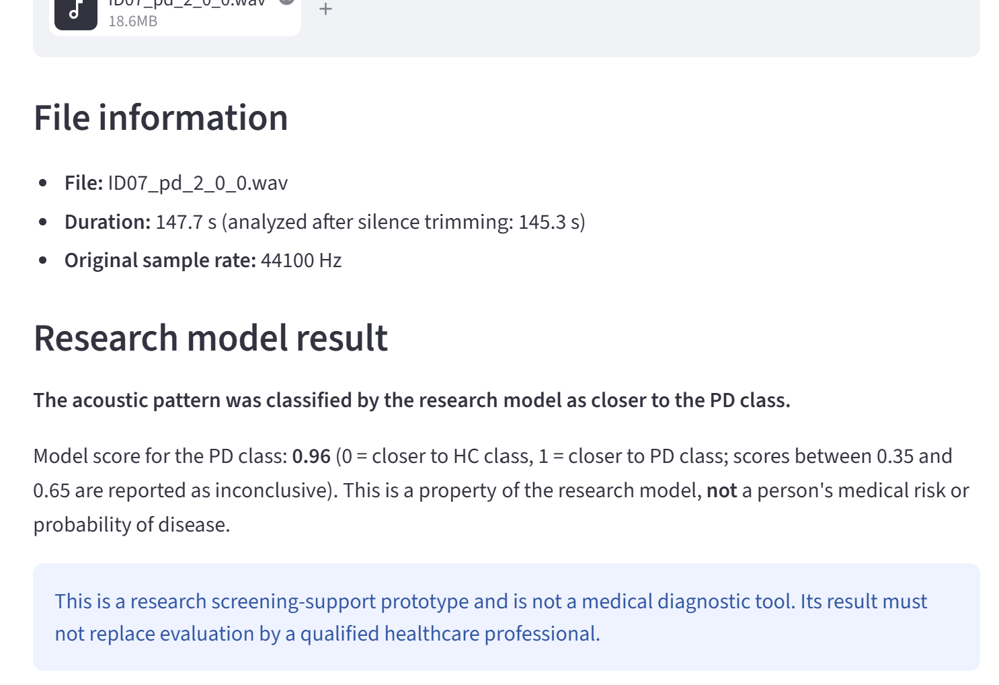 ID07_pd_2_0_0.wav
18.6MB
File information
File: ID07_pd_2_0_0.wav
Duration: 147.7 s (analyzed after silence trimming: 145.3 s)
Original sample rate: 44100 Hz
Research model result
The acoustic pattern was classified by the research model as closer to the PD class.
Model score for the PD class: 0.96 (0 = closer to HC class, 1 = closer to PD class; scores between 0.35 and
0.65 are reported as inconclusive). This is a property of the research model, not a person's medical risk or
probability of disease.
This is a research screening-support prototype and is not a medical diagnostic tool. Its result must
not replace evaluation by a qualified healthcare professional.